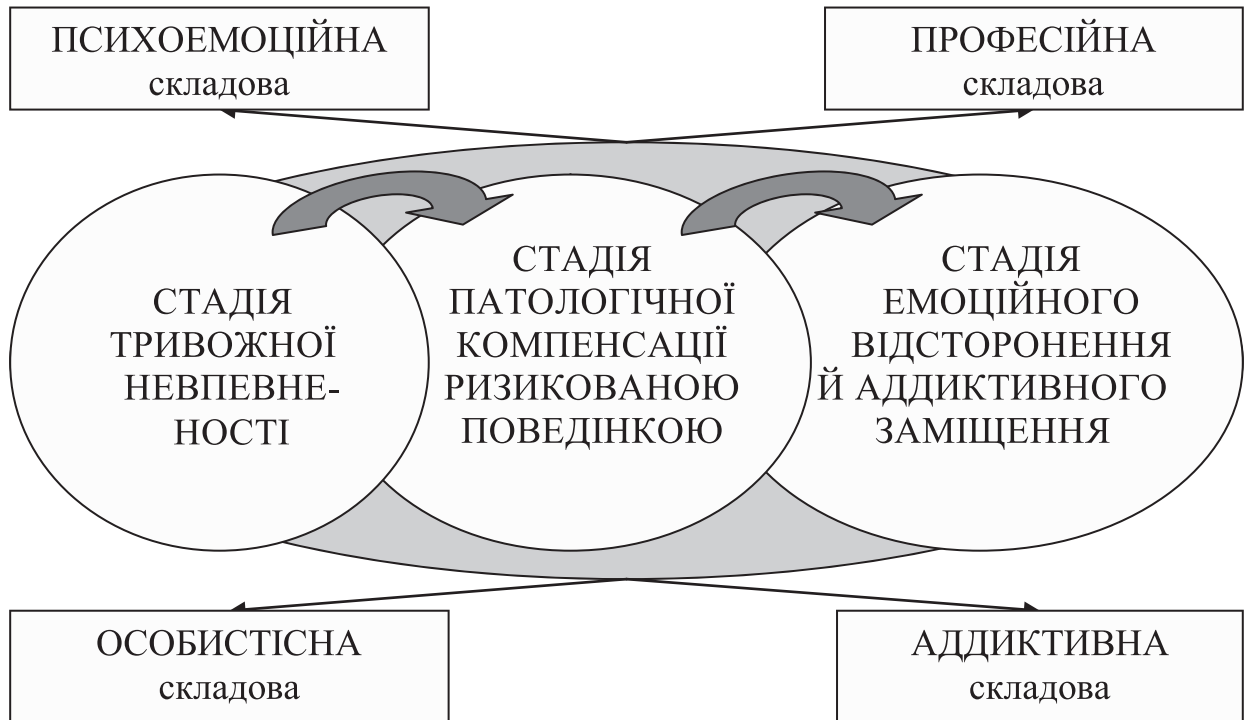 ПСИХОЕМОЦІЙНА
складова
ПРОФЕСІЙНА
складова
СТАДІЯ
ТРИВОЖНОЇ
НЕВПЕВНЕ-
НОСТІ
СТАДІЯ
ПАТОЛОГІЧНОЇ
КОМПЕНСАЦІЇ
РИЗИКОВАНОЮ
ПОВЕДІНКОЮ
СТАДІЯ
ЕМОЦІЙНОГО
ВІДСТОРОНЕННЯ
Й АДДИКТИВНОГО
ЗАМІЩЕННЯ
ОСОБИСТІСНА
складова
АДДИКТИВНА
складова